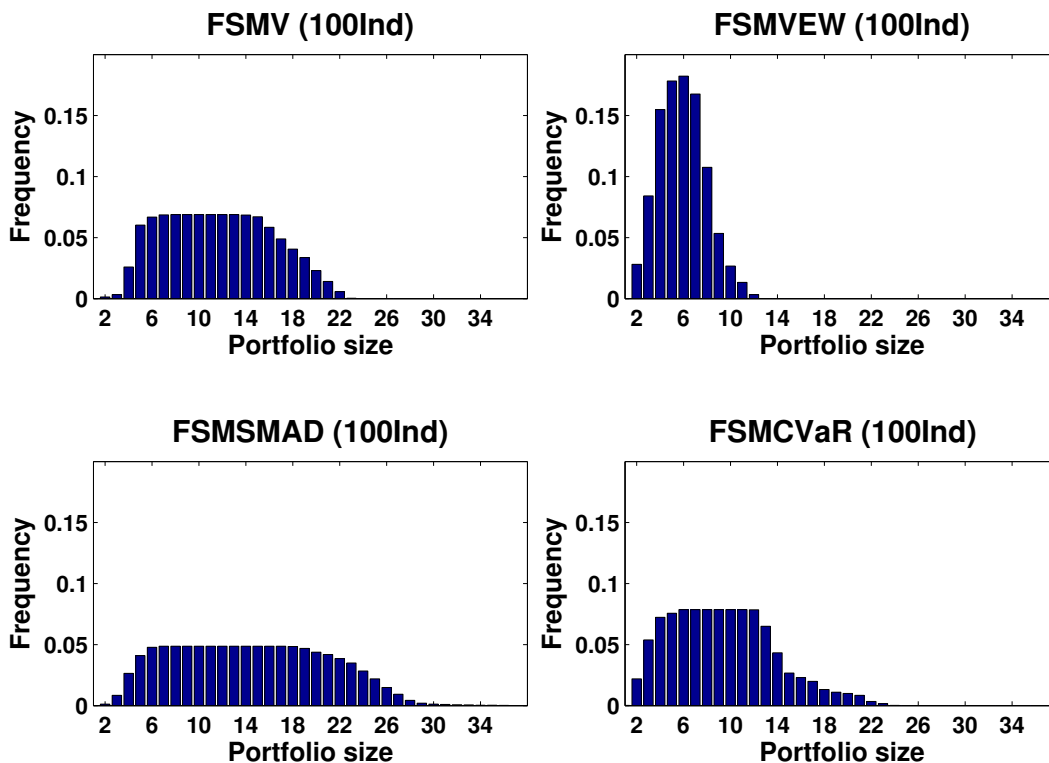 FSMV (100Ind)
Frequency
0.15
0.1
0.05
0
2 6 10 14 18 22 26 30 34
Portfolio size
FSMVEW (100Ind)
Frequency
0.15
0.1
0.05
0
2 6 10 14 18 22 26 30 34
Portfolio size
FSMSMAD (100Ind)
Frequency
0.15
0.1
0.05
0
2 6 10 14 18 22 26 30 34
Portfolio size
FSMCVaR (100Ind)
Frequency
0.15
0.1
0.05
0
2 6 10 14 18 22 26 30 34
Portfolio size